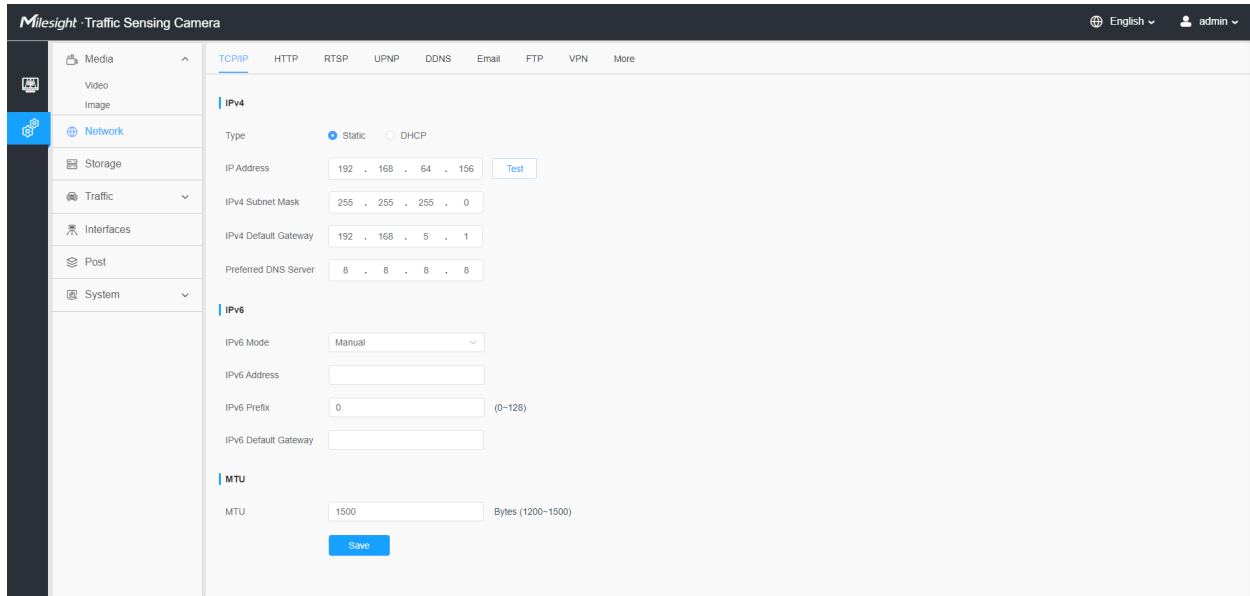 Milesight · Traffic Sensing Camera English admin
Media
Video
Image
Network
Storage
Traffic
Interfaces
Post
System
TCP/IP HTTP RTSP UPNP DDNS Email FTP VPN More
IPv4
Type Static DHCP
IP Address 192 . 168 . 64 . 156 Test
IPv4 Subnet Mask 255 . 255 . 255 . 0
IPv4 Default Gateway 192 . 168 . 5 . 1
Preferred DNS Server 8 . 8 . 8 . 8
IPv6
IPv6 Mode Manual
IPv6 Address
IPv6 Prefix 0 (0~128)
IPv6 Default Gateway
MTU
MTU 1500 Bytes (1200~1500)
Save